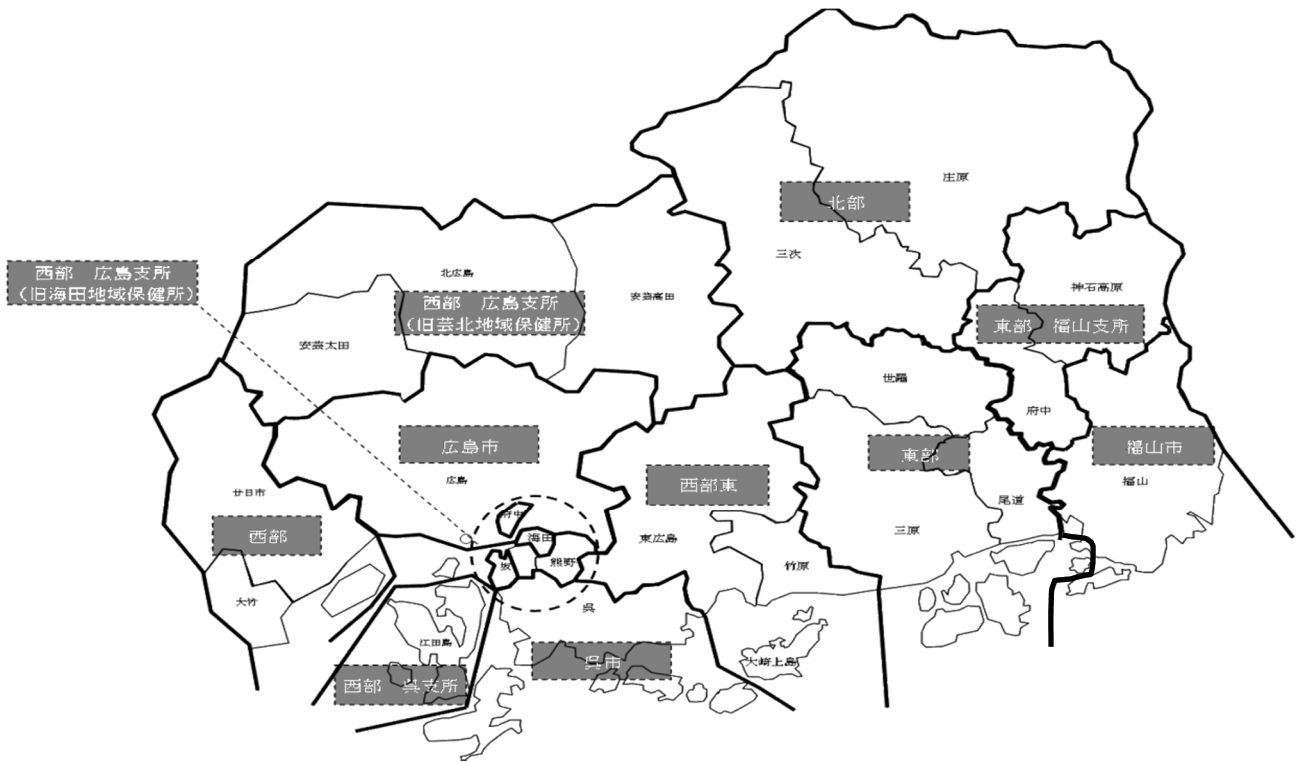 庄原
北部
三次
西部 広島支所
(旧海田地域保健所)
北広島
西部 広島支所
(旧芸北地域保健所)
安芸高田
神石高原
東部 福山支所
安芸太田
世羅
府中
広島市
東部
福山市
広島
西部東
福山
廿日市
尾道
西部
府中
海田
東広島
三原
坂
熊野
竹原
大竹
呉
江田島
呉市
大崎上島
西部 呉支所